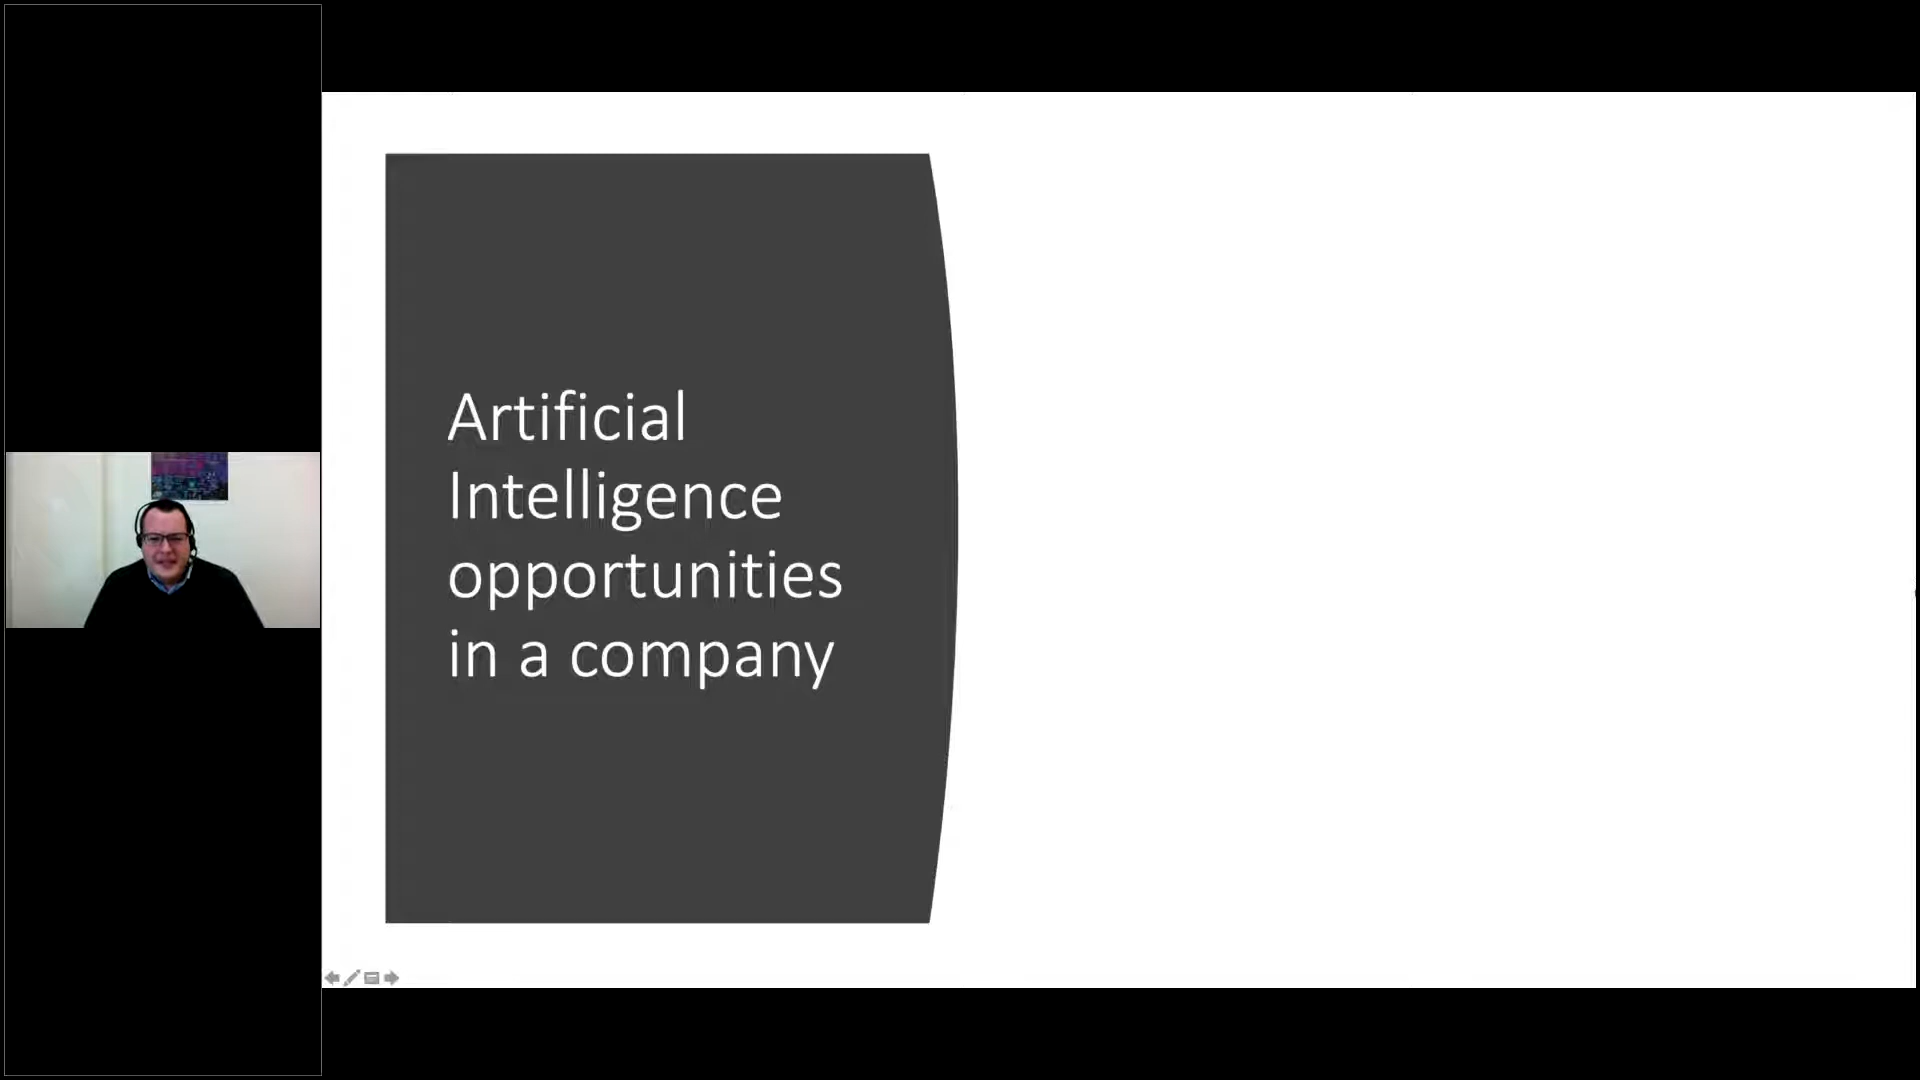 Artificial
Intelligence
opportunities
in a company